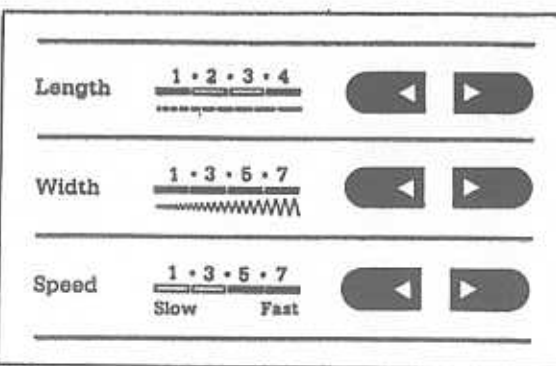 Length 1 • 2 • 3 • 4
Width 1 • 3 • 5 • 7
Speed 1 • 3 • 5 • 7
Slow Fast